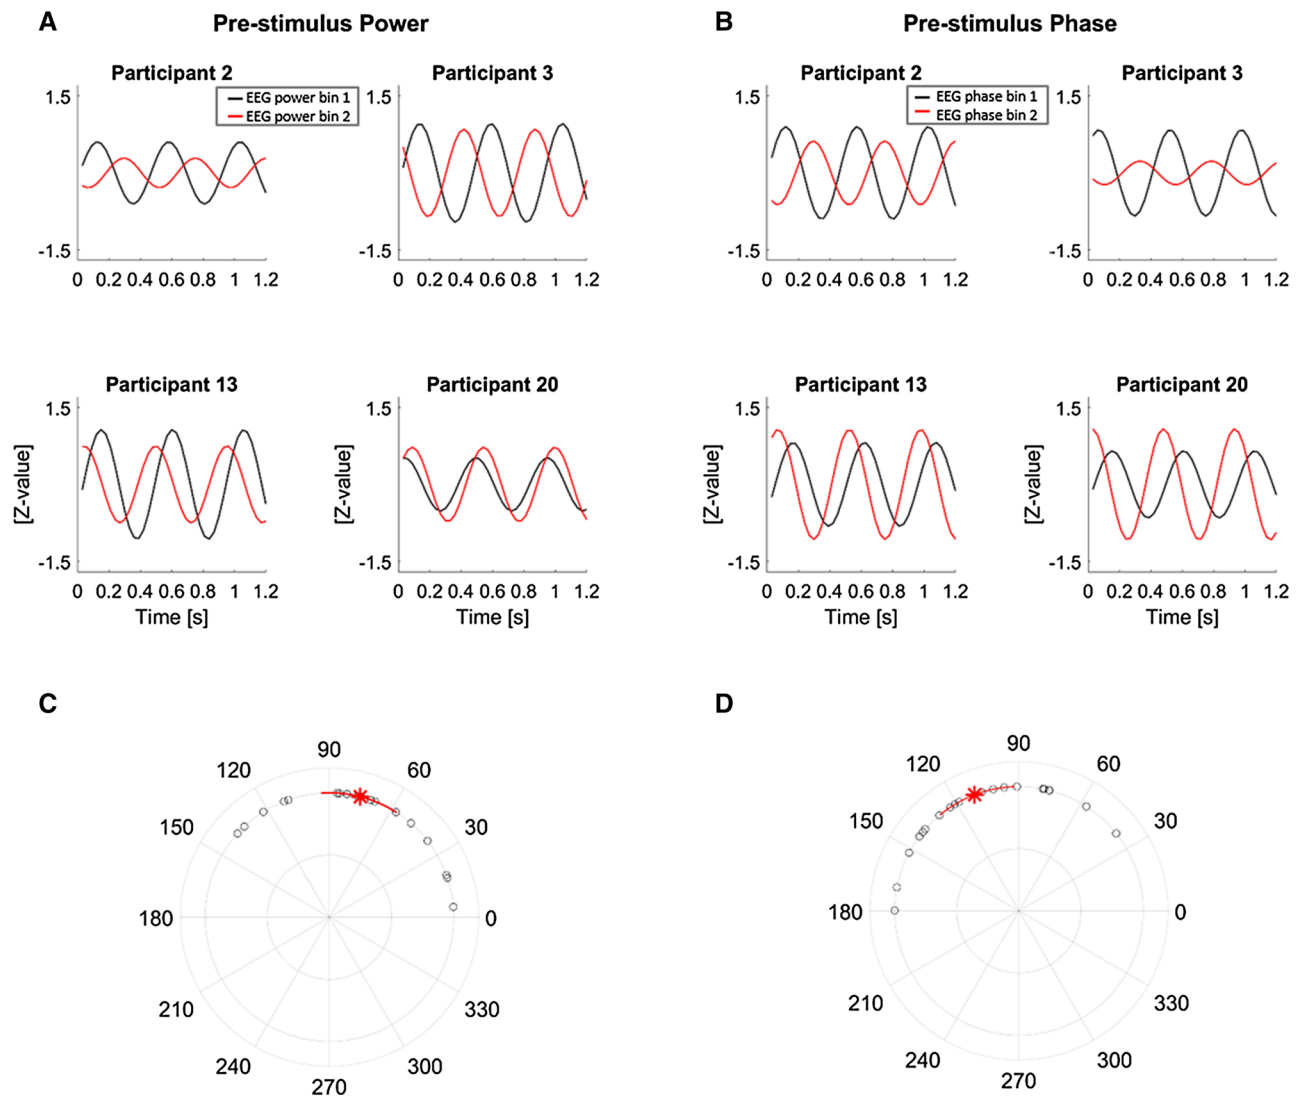 A
Pre-stimulus Power
B
Pre-stimulus Phase
Participant 2
Participant 3
Participant 2
Participant 3
EEG power bin 1
EEG power bin 2
EEG phase bin 1
EEG phase bin 2
1.5
-1.5
0 0.2 0.4 0.6 0.8 1 1.2
1.5
-1.5
0 0.2 0.4 0.6 0.8 1 1.2
1.5
-1.5
0 0.2 0.4 0.6 0.8 1 1.2
1.5
-1.5
0 0.2 0.4 0.6 0.8 1 1.2
Participant 13
Participant 20
Participant 13
Participant 20
1.5
[Z-value]
-1.5
0 0.2 0.4 0.6 0.8 1 1.2
Time [s]
1.5
[Z-value]
-1.5
0 0.2 0.4 0.6 0.8 1 1.2
Time [s]
1.5
[Z-value]
-1.5
0 0.2 0.4 0.6 0.8 1 1.2
Time [s]
1.5
[Z-value]
-1.5
0 0.2 0.4 0.6 0.8 1 1.2
Time [s]
C
90
120
60
150
30
180
0
210
330
240
300
270
D
90
120
60
150
30
180
0
210
330
240
300
270